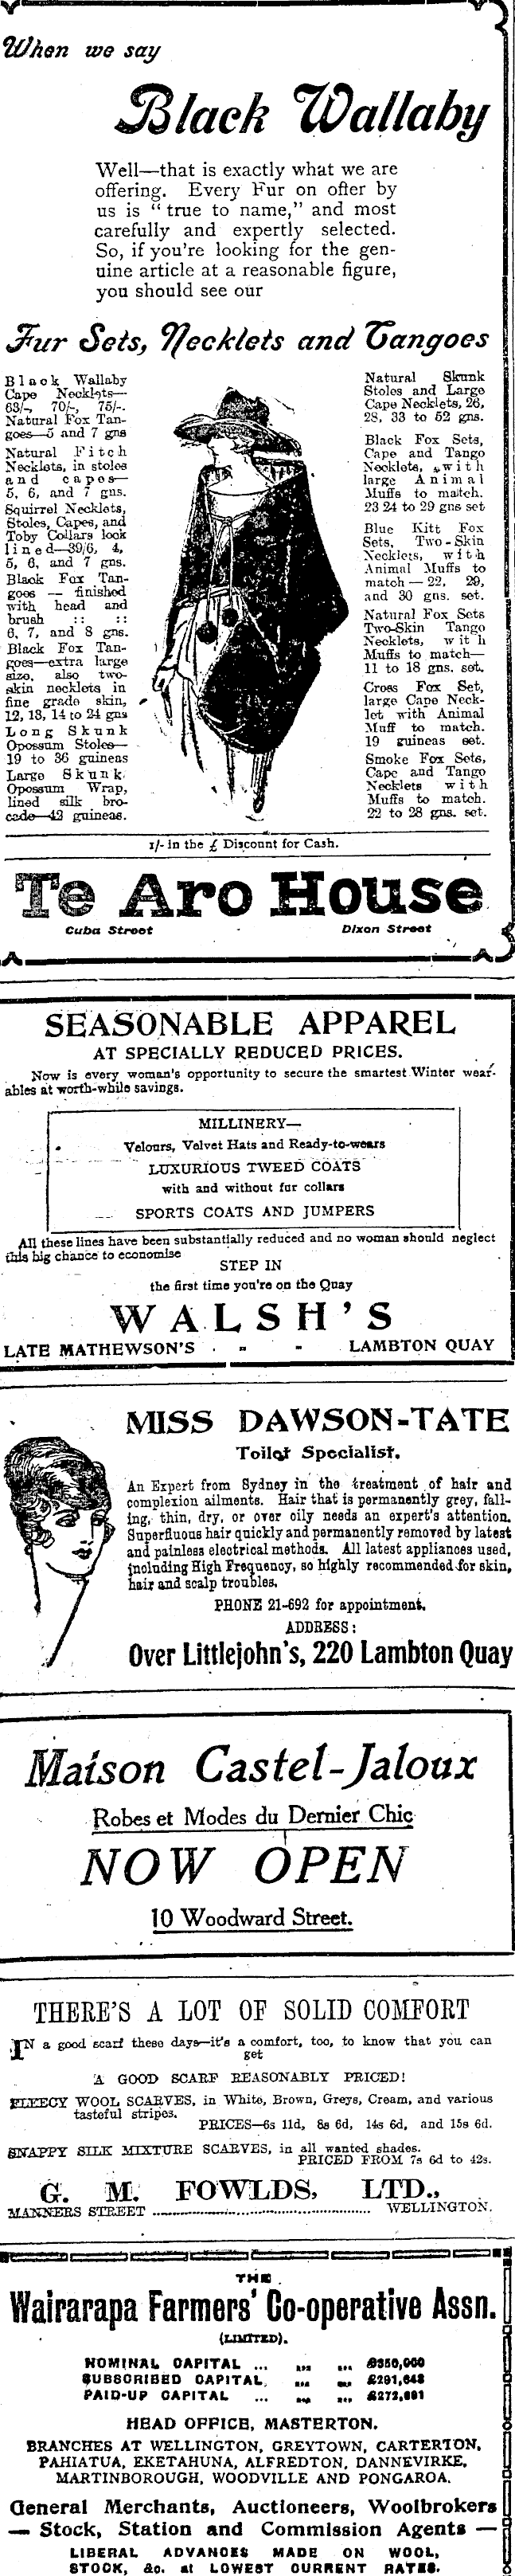 When we say
Black Wallaby
Well—that is exactly what we are
offering. Every Fur on offer by
us is "true to name," and most
carefully and expertly selected.
So, if you're looking for the gen-
uine article at a reasonable figure,
you should see our
Fur Sets, Necklets and Tangoes
Black Wallaby
Cape Necklets—
63/-, 70/-, 75/-.
Natural Fox Tan-
goes—5 and 7 gns
Natural Fitch
Necklets, in stoles
and capes—
5, 6, and 7 gns.
Squirrel Necklets,
Stoles, Capes, and
Toby Collars look
lined—39/6, 4,
5, 6, and 7 gns.
Black Fox Tan-
goes — finished
with head and
brush :: ::
6, 7, and 8 gns.
Black Fox Tan-
goes—extra large
size, also two-
skin necklets in
fine grade skin,
12, 13, 14 to 24 gns
Long Skunk
Opossum Stoles—
19 to 36 guineas
Large Skunk
Opossum Wrap,
lined silk bro-
cade—42 guineas.
Natural Skunk
Stoles and Large
Cape Necklets, 26,
28, 33 to 52 gns.
Black Fox Sets,
Cape and Tango
Necklets, with
large Animal
Muffs to match.
23 24 to 29 gns set
Blue Kitt Fox
Sets, Two-Skin
Necklets, with
Animal Muffs to
match — 22, 29,
and 30 gns. set.
Natural Fox Sets
Two-Skin Tango
Necklets, with
Muffs to match—
11 to 18 gns. set.
Cross Fox Set,
large Cape Neck-
let with Animal
Muff to match.
19 guineas set.
Smoke Fox Sets,
Cape and Tango
Necklets with
Muffs to match.
22 to 28 gns. set.
1/- in the £ Discount for Cash.
Te Aro House
Cuba Street Dixon Street
SEASONABLE APPAREL
AT SPECIALLY REDUCED PRICES.
Now is every woman's opportunity to secure the smartest Winter wear-
ables at worth-while savings.
MILLINERY—
Velours, Velvet Hats and Ready-to-wears
LUXURIOUS TWEED COATS
with and without fur collars
SPORTS COATS AND JUMPERS
All these lines have been substantially reduced and no woman should neglect
this big chance to economise
STEP IN
the first time you're on the Quay
WALSH'S
LATE MATHEWSON'S - - LAMBTON QUAY
MISS DAWSON-TATE
Toilet Specialist.
An Expert from Sydney in the treatment of hair and
complexion ailments. Hair that is permanently grey, fall-
ing, thin, dry, or over oily needs an expert's attention.
Superfluous hair quickly and permanently removed by latest
and painless electrical methods. All latest appliances used,
including High Frequency, so highly recommended for skin,
hair and scalp troubles.
PHONE 21-692 for appointment.
ADDRESS:
Over Littlejohn's, 220 Lambton Quay
Maison Castel-Jaloux
Robes et Modes du Dernier Chic
NOW OPEN
10 Woodward Street.
THERE'S A LOT OF SOLID COMFORT
IN a good scarf these days—it's a comfort, too, to know that you can
get
A GOOD SCARF REASONABLY PRICED!
FLEECY WOOL SCARVES, in White, Brown, Greys, Cream, and various
tasteful stripes.
PRICES—6s 11d, 8s 6d, 14s 6d, and 15s 6d.
SNAPPY SILK MIXTURE SCARVES, in all wanted shades.
PRICED FROM 7s 6d to 42s.
G. M. FOWLDS, LTD.,
MANNERS STREET ........................ WELLINGTON.
THE
Wairarapa Farmers' Co-operative Assn.
(LIMITED).
NOMINAL CAPITAL ... ... ... £350,000
SUBSCRIBED CAPITAL, ... ... £291,648
PAID-UP CAPITAL ... ... ... £272,891
HEAD OFFICE, MASTERTON.
BRANCHES AT WELLINGTON, GREYTOWN, CARTERTON,
PAHIATUA, EKETAHUNA, ALFREDTON, DANNEVIRKE,
MARTINBOROUGH, WOODVILLE AND PONGAROA.
General Merchants, Auctioneers, Woolbrokers
— Stock, Station and Commission Agents —
LIBERAL ADVANCES MADE ON WOOL,
STOCK, &c. at LOWEST CURRENT RATES.